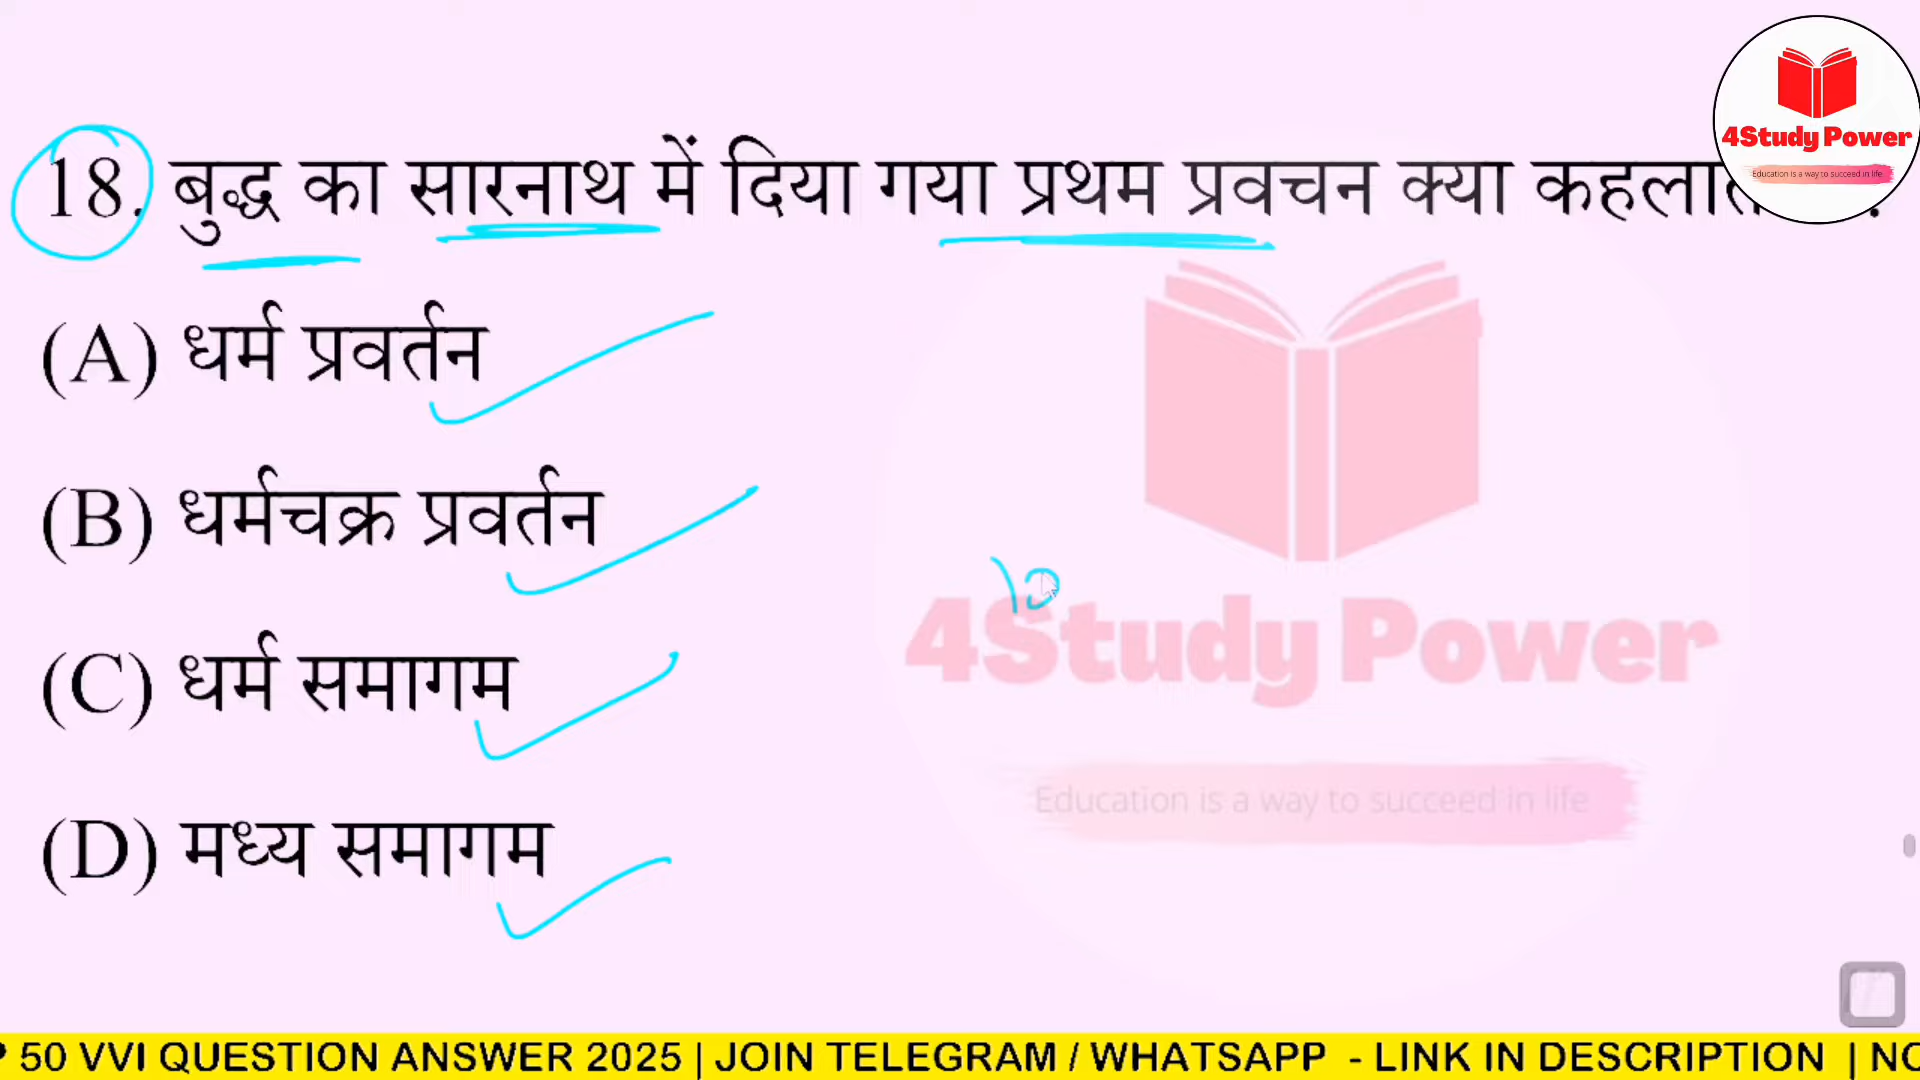 4Study Power
Education is a way to succeed in life
18. बुद्ध का सारनाथ में दिया गया प्रथम प्रवचन क्या
(A) धर्म प्रवर्तन
(B) धर्मचक्र प्रवर्तन
(C) धर्म समागम
(D) मध्य समागम
4Study Power
Education is a way to succeed in life
50 VVI QUESTION ANSWER 2025 | JOIN TELEGRAM / WHATSAPP - LINK IN DESCRIPTION |